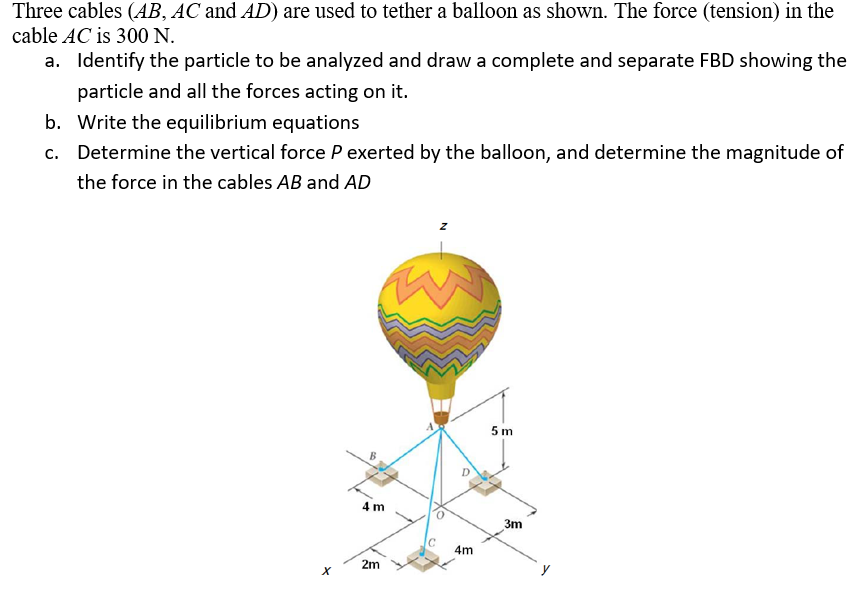 Three cables (AB, AC and AD) are used to tether a balloon as shown. The force (tension) in the
cable AC is 300 N.
a. Identify the particle to be analyzed and draw a complete and separate FBD showing the
particle and all the forces acting on it.
b. Write the equilibrium equations
c. Determine the vertical force P exerted by the balloon, and determine the magnitude of
the force in the cables AB and AD
z
A
5 m
B
D
4 m
O
3m
C
4m
2m
x
y